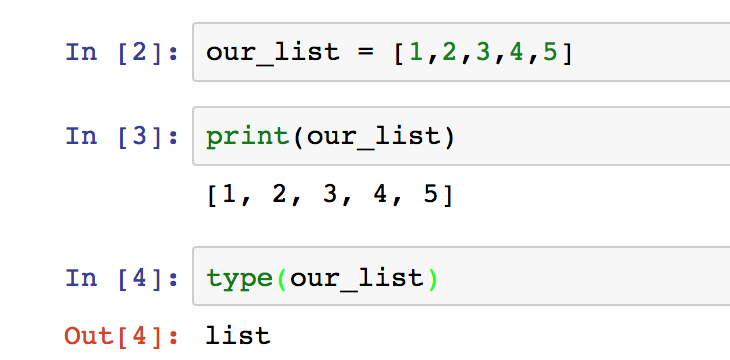 In [2]: our_list = [1,2,3,4,5]
In [3]: print(our_list)
[1, 2, 3, 4, 5]
In [4]: type(our_list)
Out[4]: list